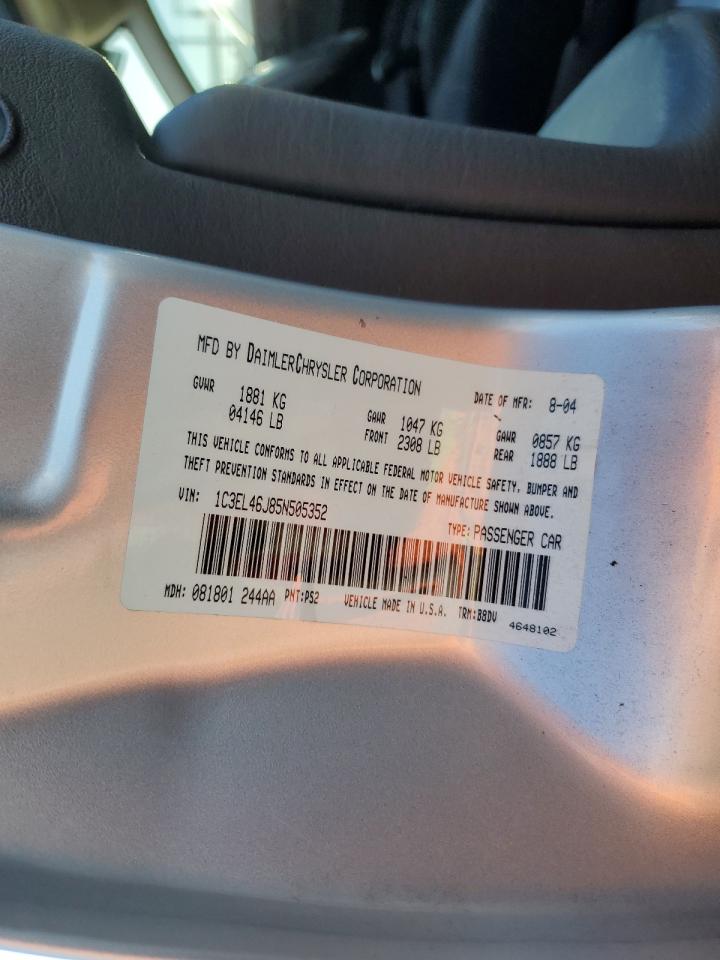 MFD BY DAIMLERCHRYSLER CORPORATION
DATE OF MFR: 8-04
GVWR 1881 KG
04146 LB
GAWR FRONT 1047 KG
2308 LB
GAWR REAR 0857 KG
1888 LB
THIS VEHICLE CONFORMS TO ALL APPLICABLE FEDERAL MOTOR VEHICLE SAFETY, BUMPER AND
THEFT PREVENTION STANDARDS IN EFFECT ON THE DATE OF MANUFACTURE SHOWN ABOVE.
VIN: 1C3EL46J85N505352
TYPE: PASSENGER CAR
MDH: 081801 244AA PNT:PS2 VEHICLE MADE IN U.S.A. TRM:B8DV
4648102